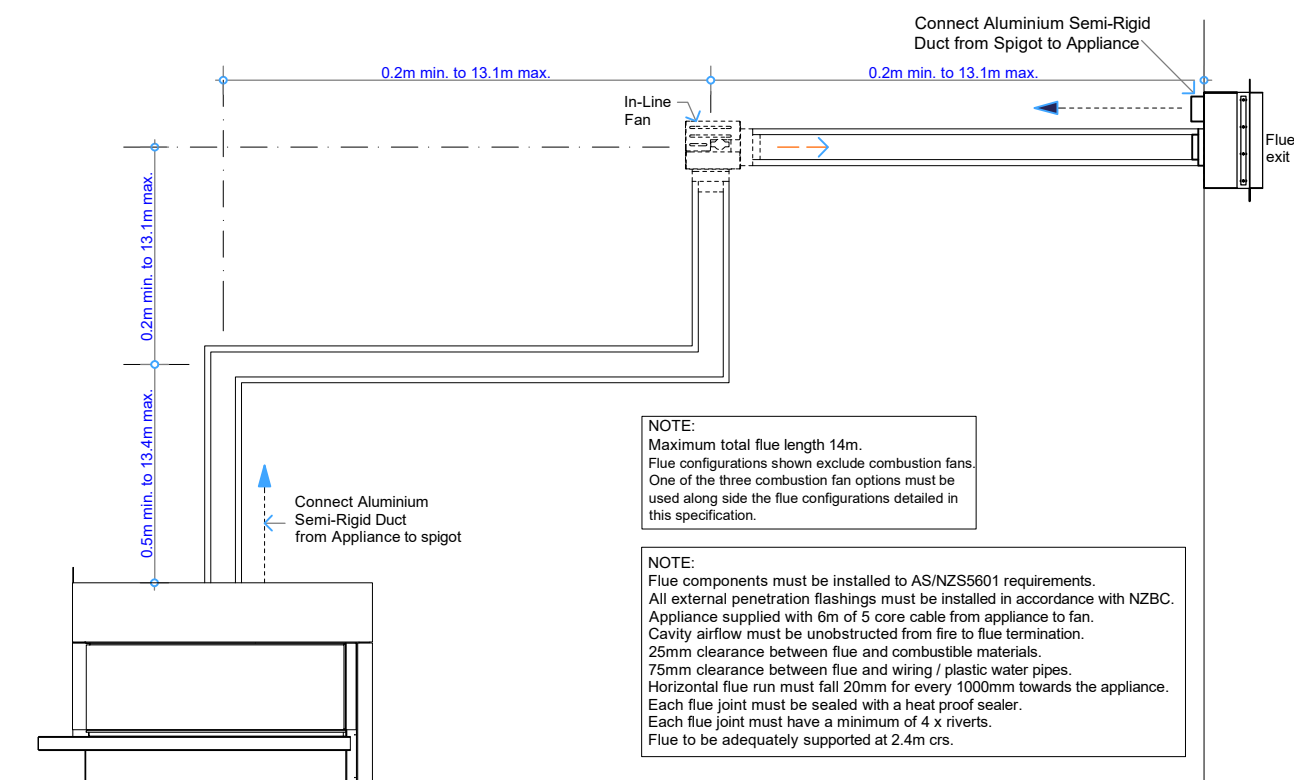 Connect Aluminium Semi-Rigid
Duct from Spigot to Appliance
0.2m min. to 13.1m max.
0.2m min. to 13.1m max.
In-Line
Fan
Flue
exit
0.2m min. to 13.1m max.
0.5m min. to 13.4m max.
Connect Aluminium
Semi-Rigid Duct
from Appliance to spigot
NOTE:
Maximum total flue length 14m.
Flue configurations shown exclude combustion fans.
One of the three combustion fan options must be
used along side the flue configurations detailed in
this specification.
NOTE:
Flue components must be installed to AS/NZS5601 requirements.
All external penetration flashings must be installed in accordance with NZBC.
Appliance supplied with 6m of 5 core cable from appliance to fan.
Cavity airflow must be unobstructed from fire to flue termination.
25mm clearance between flue and combustible materials.
75mm clearance between flue and wiring / plastic water pipes.
Horizontal flue run must fall 20mm for every 1000mm towards the appliance.
Each flue joint must be sealed with a heat proof sealer.
Each flue joint must have a minimum of 4 x riverts.
Flue to be adequately supported at 2.4m crs.